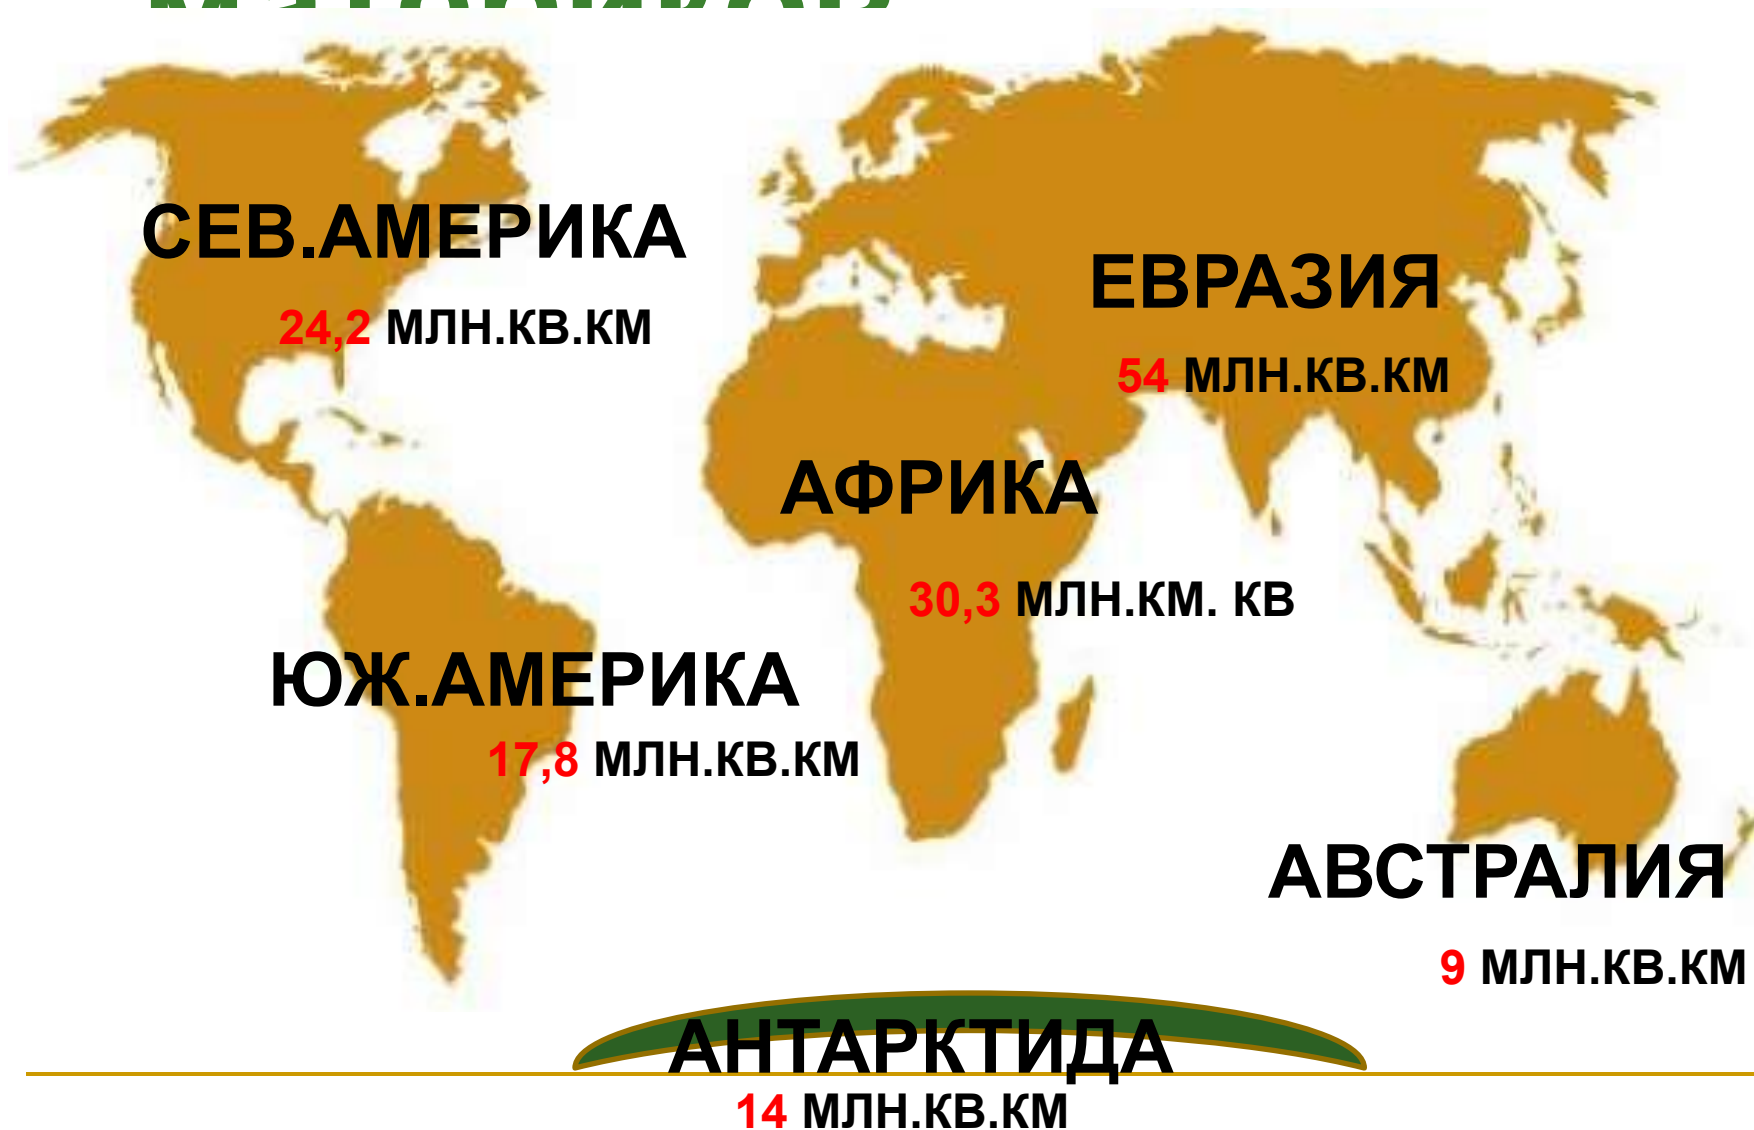 СЕВ.АМЕРИКА
24,2 МЛН.КВ.КМ
ЕВРАЗИЯ
54 МЛН.КВ.КМ
АФРИКА
30,3 МЛН.КМ. КВ
ЮЖ.АМЕРИКА
17,8 МЛН.КВ.КМ
АВСТРАЛИЯ
9 МЛН.КВ.КМ
АНТАРКТИДА
14 МЛН.КВ.КМ